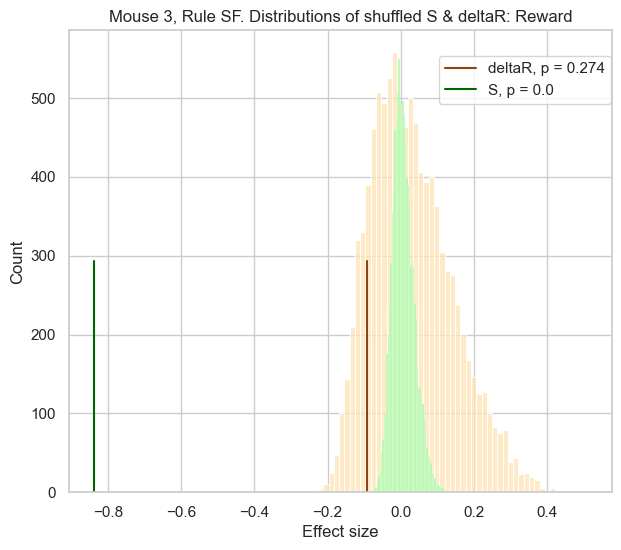 Mouse 3, Rule SF. Distributions of shuffled S & deltaR: Reward
deltaR, p = 0.274
S, p = 0.0
500
400
300
200
100
0
Count
−0.8 −0.6 −0.4 −0.2 0.0 0.2 0.4
Effect size